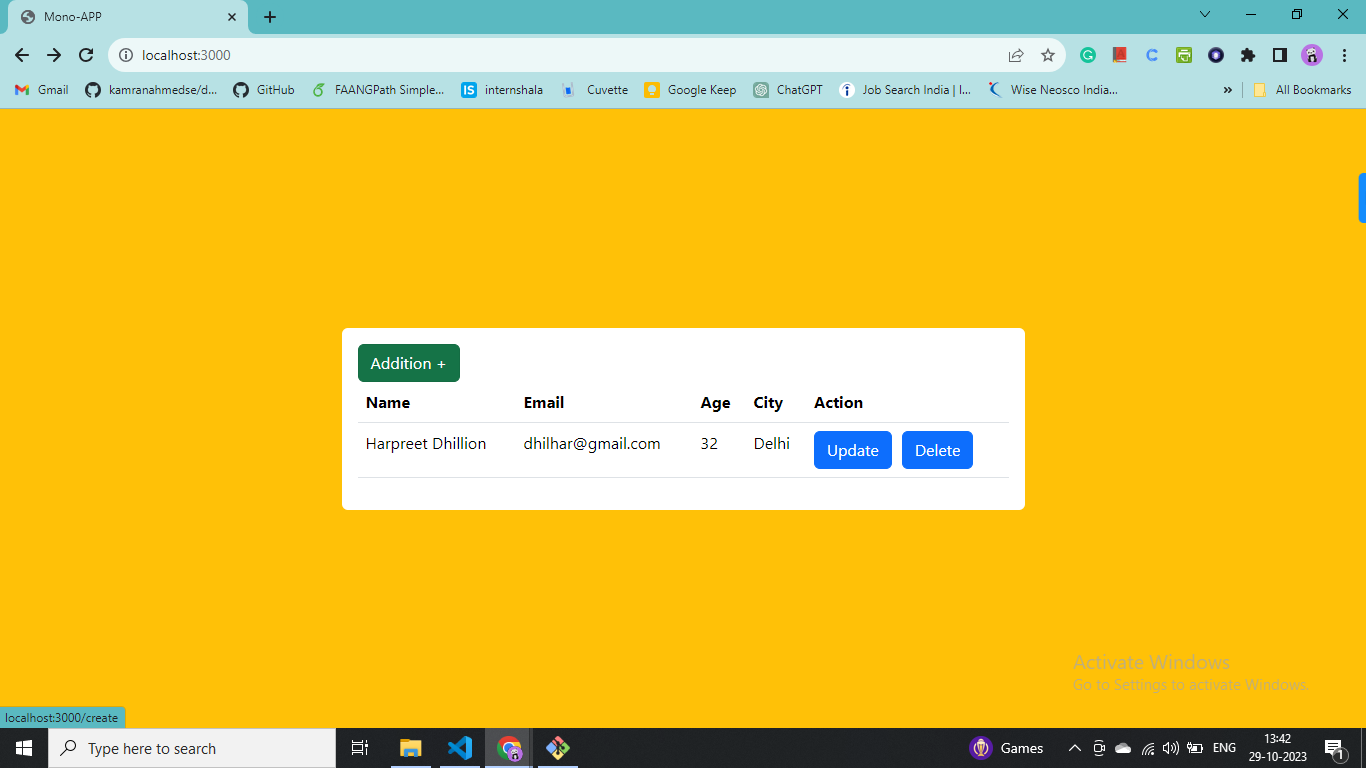 Mono-APP
localhost:3000
Gmail kamranahmedse/d... GitHub FAANGPath Simple... internshala Cuvette Google Keep ChatGPT Job Search India | I... Wise Neosco India... » All Bookmarks
Addition +
Name Email Age City Action
Harpreet Dhillion dhilhar@gmail.com 32 Delhi Update Delete
Activate Windows
Go to Settings to activate Windows.
localhost:3000/create
Type here to search Games ENG 13:42
29-10-2023 1